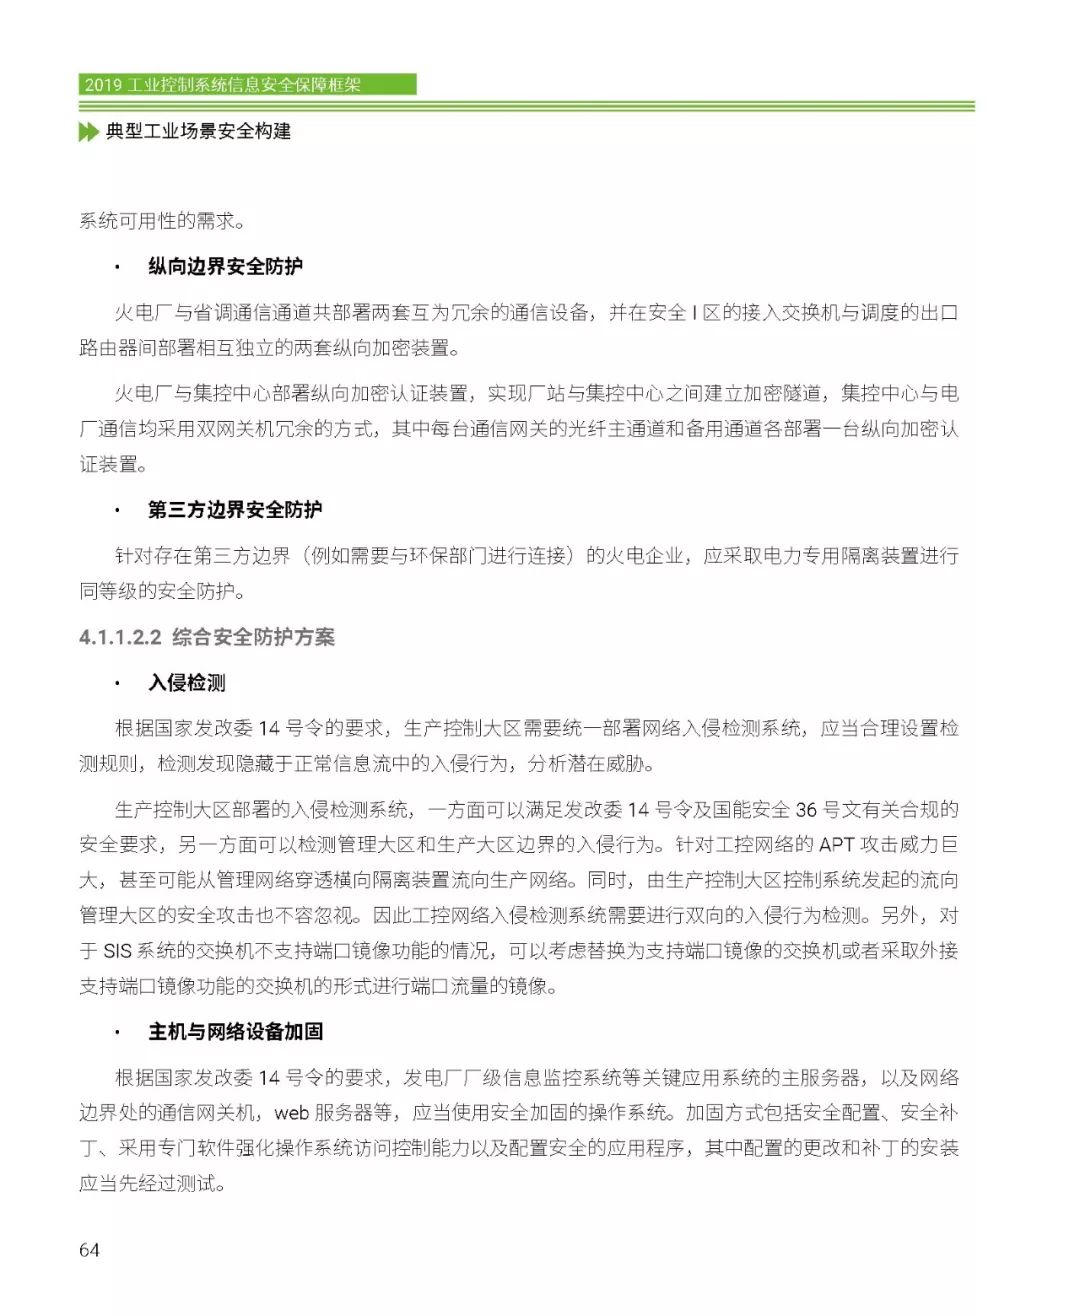 2019 工业控制系统信息安全保障框架
典型工业场景安全构建
系统可用性的需求。
· 纵向边界安全防护
火电厂与省调通信通道共部署两套互为冗余的通信设备，并在安全 I 区的接入交换机与调度的出口
路由器间部署相互独立的两套纵向加密装置。
火电厂与集控中心部署纵向加密认证装置，实现厂站与集控中心之间建立加密隧道，集控中心与电
厂通信均采用双网关机冗余的方式，其中每台通信网关的光纤主通道和备用通道各部署一台纵向加密认
证装置。
· 第三方边界安全防护
针对存在第三方边界（例如需要与环保部门进行连接）的火电企业，应采取电力专用隔离装置进行
同等级的安全防护。
4.1.1.2.2 综合安全防护方案
· 入侵检测
根据国家发改委 14 号令的要求，生产控制大区需要统一部署网络入侵检测系统，应当合理设置检
测规则，检测发现隐藏于正常信息流中的入侵行为，分析潜在威胁。
生产控制大区部署的入侵检测系统，一方面可以满足发改委 14 号令及国能安全 36 号文有关合规的
安全要求，另一方面可以检测管理大区和生产大区边界的入侵行为。针对工控网络的 APT 攻击威力巨
大，甚至可能从管理网络穿透横向隔离装置流向生产网络。同时，由生产控制大区控制系统发起的流向
管理大区的安全攻击也不容忽视。因此工控网络入侵检测系统需要进行双向的入侵行为检测。另外，对
于 SIS 系统的交换机不支持端口镜像功能的情况，可以考虑替换为支持端口镜像的交换机或者采取外接
支持端口镜像功能的交换机的形式进行端口流量的镜像。
· 主机与网络设备加固
根据国家发改委 14 号令的要求，发电厂厂级信息监控系统等关键应用系统的主服务器，以及网络
边界处的通信网关机，web 服务器等，应当使用安全加固的操作系统。加固方式包括安全配置、安全补
丁、采用专门软件强化操作系统访问控制能力以及配置安全的应用程序，其中配置的更改和补丁的安装
应当先经过测试。
64